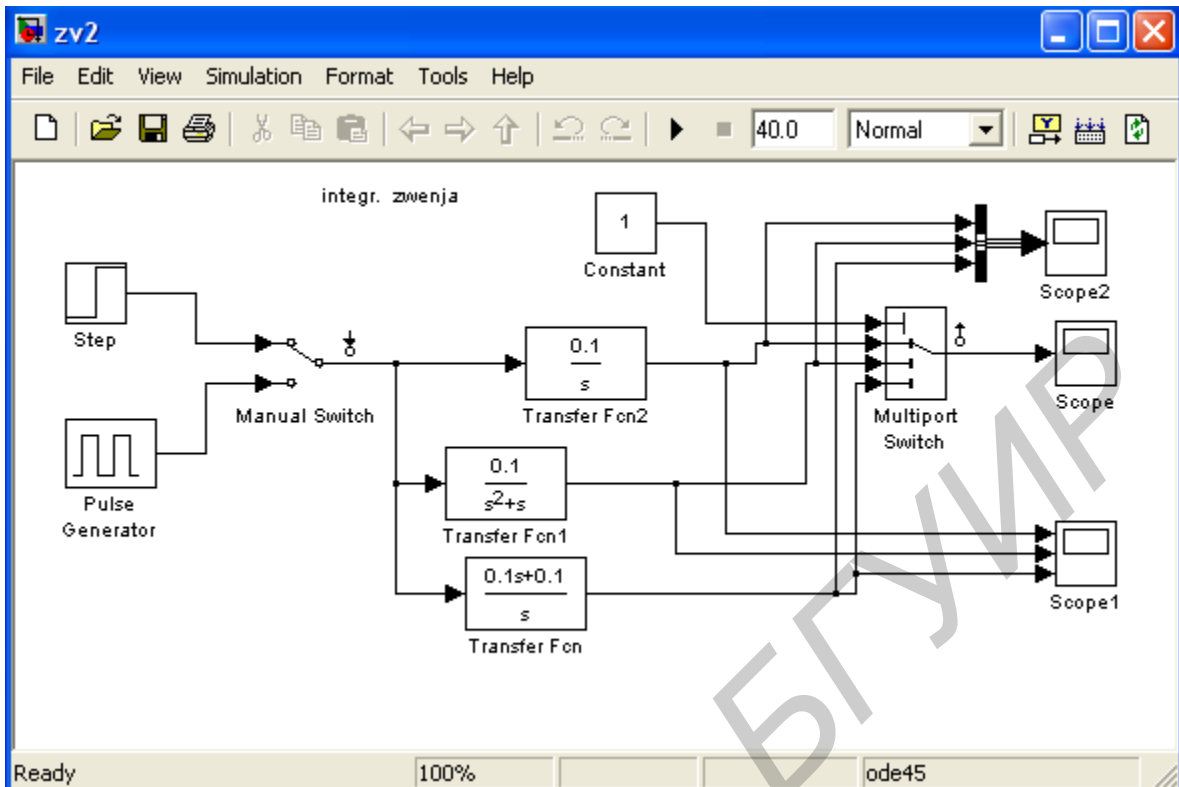 zv2
File Edit View Simulation Format Tools Help
40.0 Normal
integr. zwenja
1
Constant
Scope2
Step
Manual Switch
0.1
s
Transfer Fcn2
Multiport
Switch
Scope
Pulse
Generator
0.1
s2+s
Transfer Fcn1
0.1s+0.1
s
Transfer Fcn
Scope1
БГУИР
Ready 100% ode45